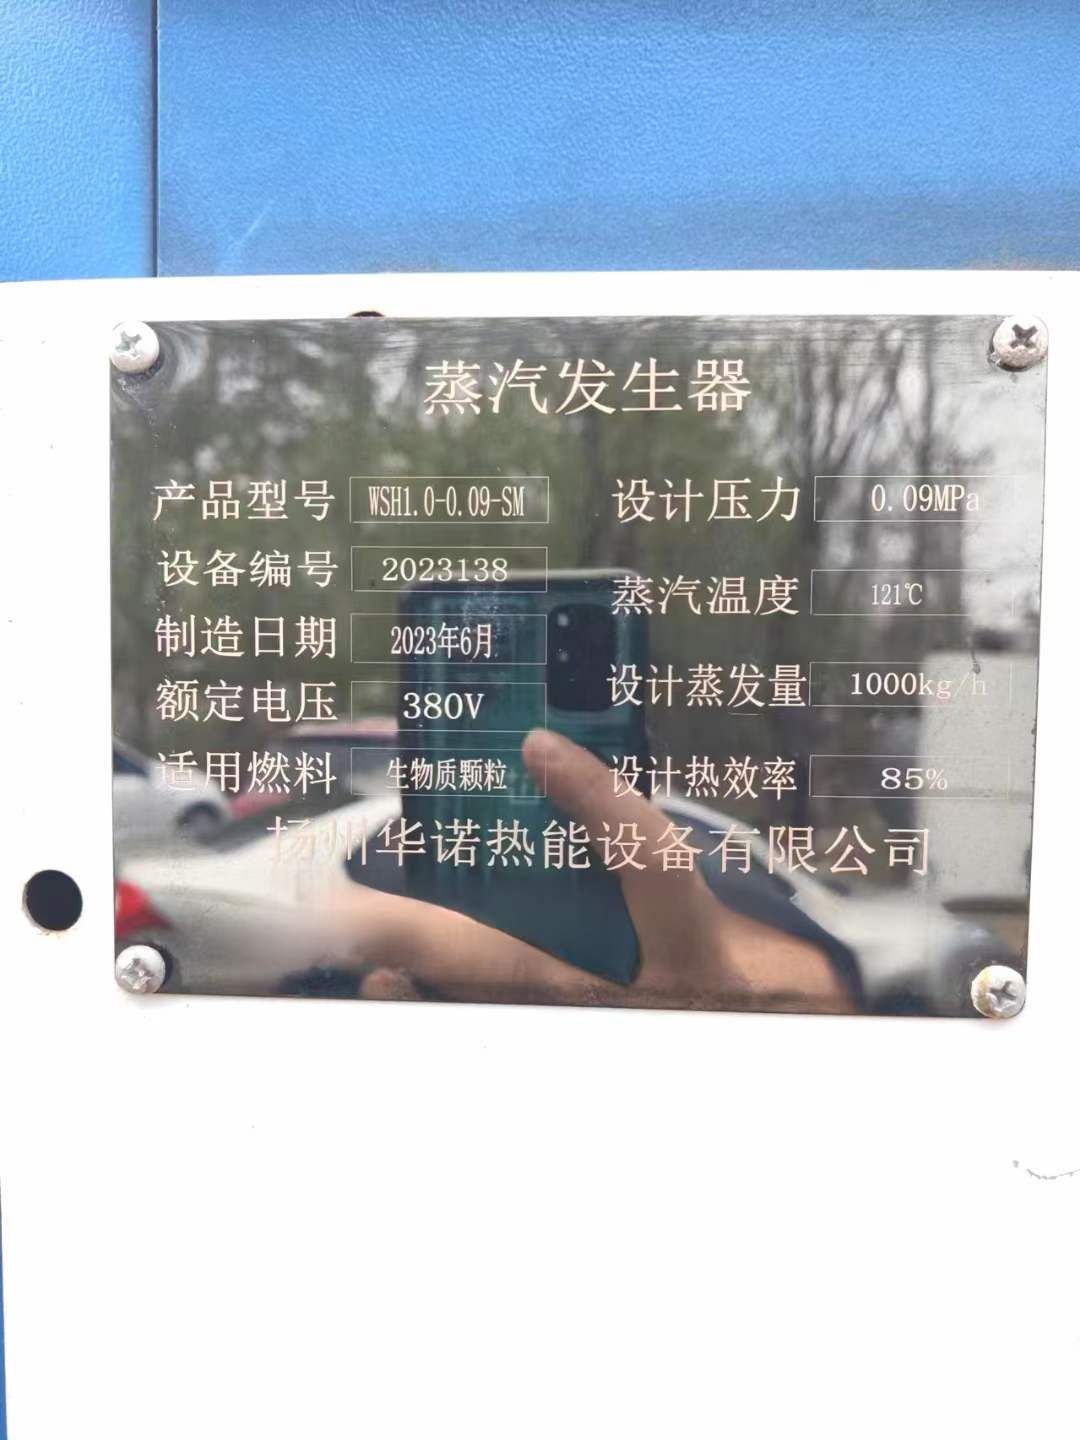 蒸汽发生器
产品型号 WSH1.0-0.09-SM 设计压力 0.09MPa
设备编号 2023138 蒸汽温度 121℃
制造日期 2023年6月
额定电压 380V 设计蒸发量 1000kg/h
适用燃料 生物质颗粒 设计热效率 85%
扬州华诺热能设备有限公司